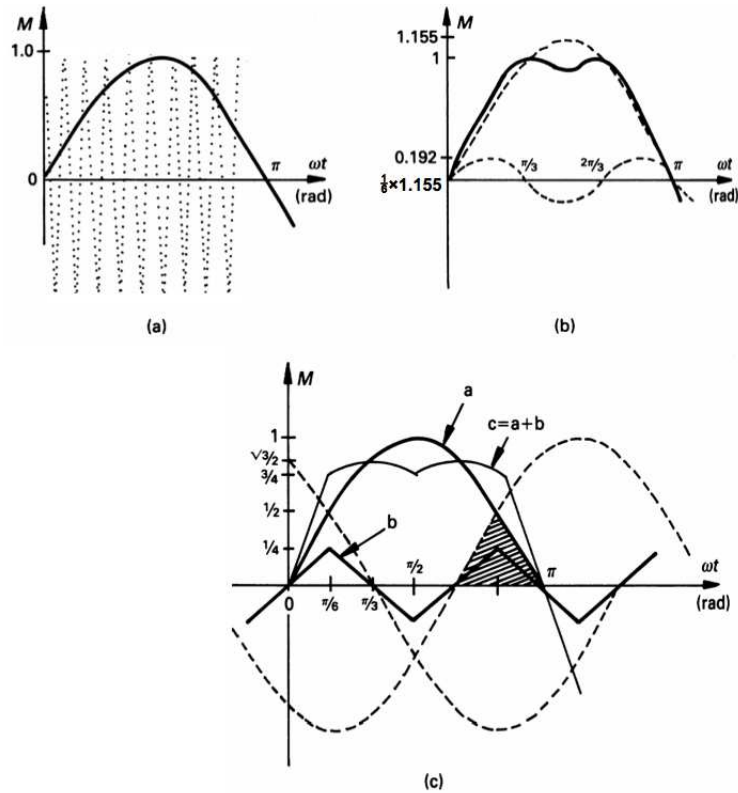 M
1.0
0
π
ωt
(rad)
(a)
M
1.155
1
0.192
⅙×1.155
π/3
2π/3
π
ωt
(rad)
(b)
M
1
√3/2
3/4
1/2
1/4
a
c=a+b
b
0
π/6
π/3
π/2
π
ωt
(rad)
(c)